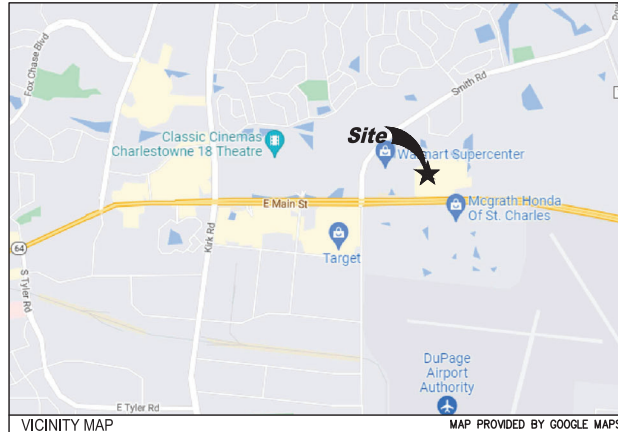 Fox Chase Blvd
Smith Rd
Classic Cinemas
Charlestowne 18 Theatre
Site
Walmart Supercenter
E Main St
Mcgrath Honda
Of St. Charles
Kirk Rd
64
S Tyler Rd
Target
DuPage
Airport
Authority
E Tyler Rd
VICINITY MAP
MAP PROVIDED BY GOOGLE MAPS